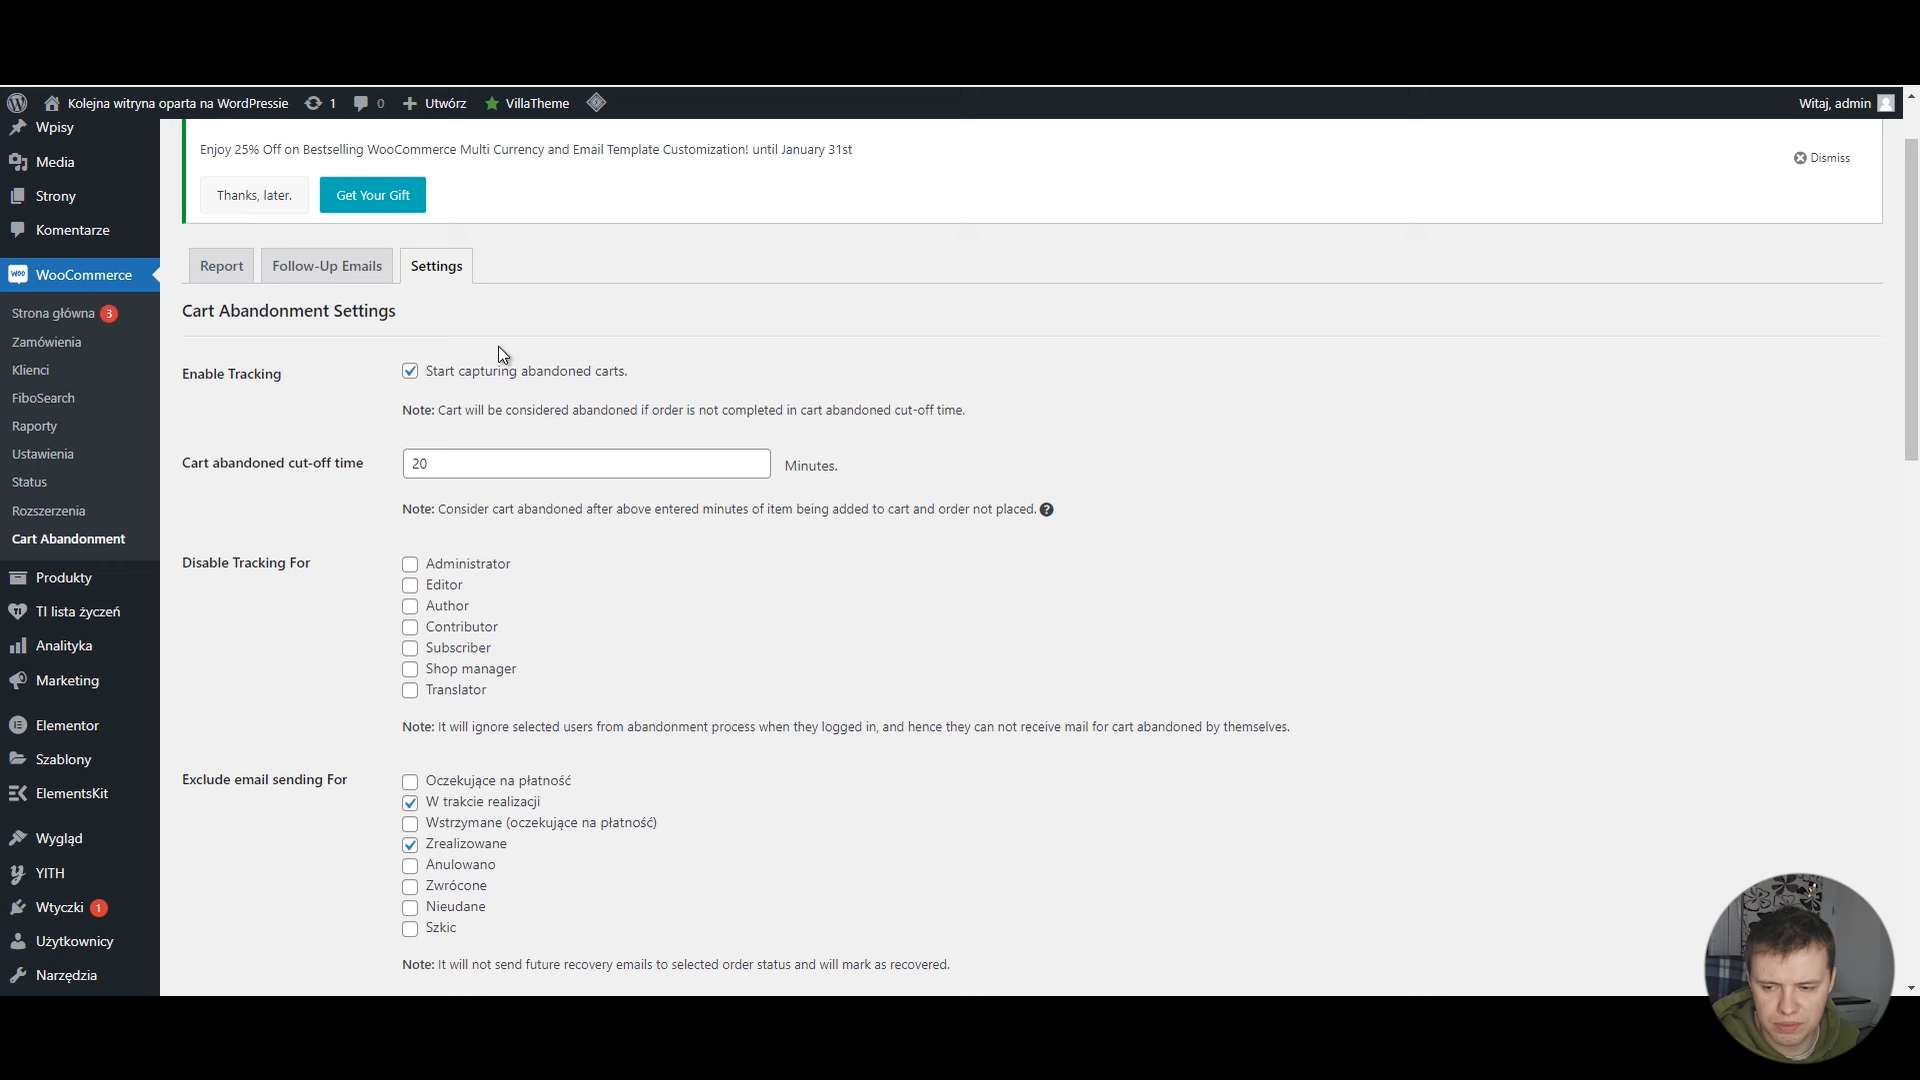 Kolejna witryna oparta na WordPressie 1 0 Utwórz VillaTheme Witaj, admin
Wpisy
Media
Strony
Komentarze
WooCommerce
Strona główna 3
Zamówienia
Klienci
FiboSearch
Raporty
Ustawienia
Status
Rozszerzenia
Cart Abandonment
Produkty
TI lista życzeń
Analityka
Marketing
Elementor
Szablony
ElementsKit
Wygląd
YITH
Wtyczki 1
Użytkownicy
Narzędzia
Enjoy 25% Off on Bestselling WooCommerce Multi Currency and Email Template Customization! until January 31st
Dismiss
Thanks, later. Get Your Gift
Report Follow-Up Emails Settings
Cart Abandonment Settings
Enable Tracking Start capturing abandoned carts.
Note: Cart will be considered abandoned if order is not completed in cart abandoned cut-off time.
Cart abandoned cut-off time 20 Minutes.
Note: Consider cart abandoned after above entered minutes of item being added to cart and order not placed. ?
Disable Tracking For Administrator
Editor
Author
Contributor
Subscriber
Shop manager
Translator
Note: It will ignore selected users from abandonment process when they logged in, and hence they can not receive mail for cart abandoned by themselves.
Exclude email sending For Oczekujące na płatność
W trakcie realizacji
Wstrzymane (oczekujące na płatność)
Zrealizowane
Anulowano
Zwrócone
Nieudane
Szkic
Note: It will not send future recovery emails to selected order status and will mark as recovered.